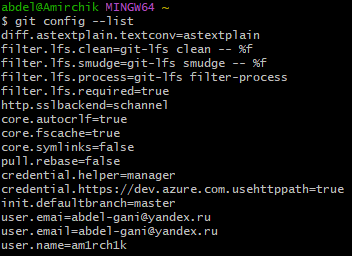 abdel@Amirchik MINGW64 ~
$ git config --list
diff.astextplain.textconv=astextplain
filter.lfs.clean=git-lfs clean -- %f
filter.lfs.smudge=git-lfs smudge -- %f
filter.lfs.process=git-lfs filter-process
filter.lfs.required=true
http.sslbackend=schannel
core.autocrlf=true
core.fscache=true
core.symlinks=false
pull.rebase=false
credential.helper=manager
credential.https://dev.azure.com.usehttppath=true
init.defaultbranch=master
user.emai=abdel-gani@yandex.ru
user.email=abdel-gani@yandex.ru
user.name=am1rch1k